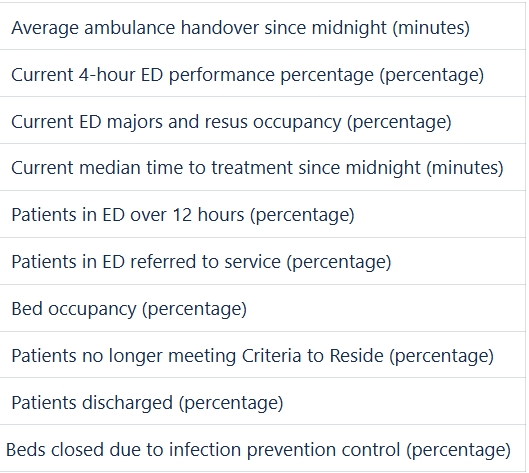 Average ambulance handover since midnight (minutes)
Current 4-hour ED performance percentage (percentage)
Current ED majors and resus occupancy (percentage)
Current median time to treatment since midnight (minutes)
Patients in ED over 12 hours (percentage)
Patients in ED referred to service (percentage)
Bed occupancy (percentage)
Patients no longer meeting Criteria to Reside (percentage)
Patients discharged (percentage)
Beds closed due to infection prevention control (percentage)